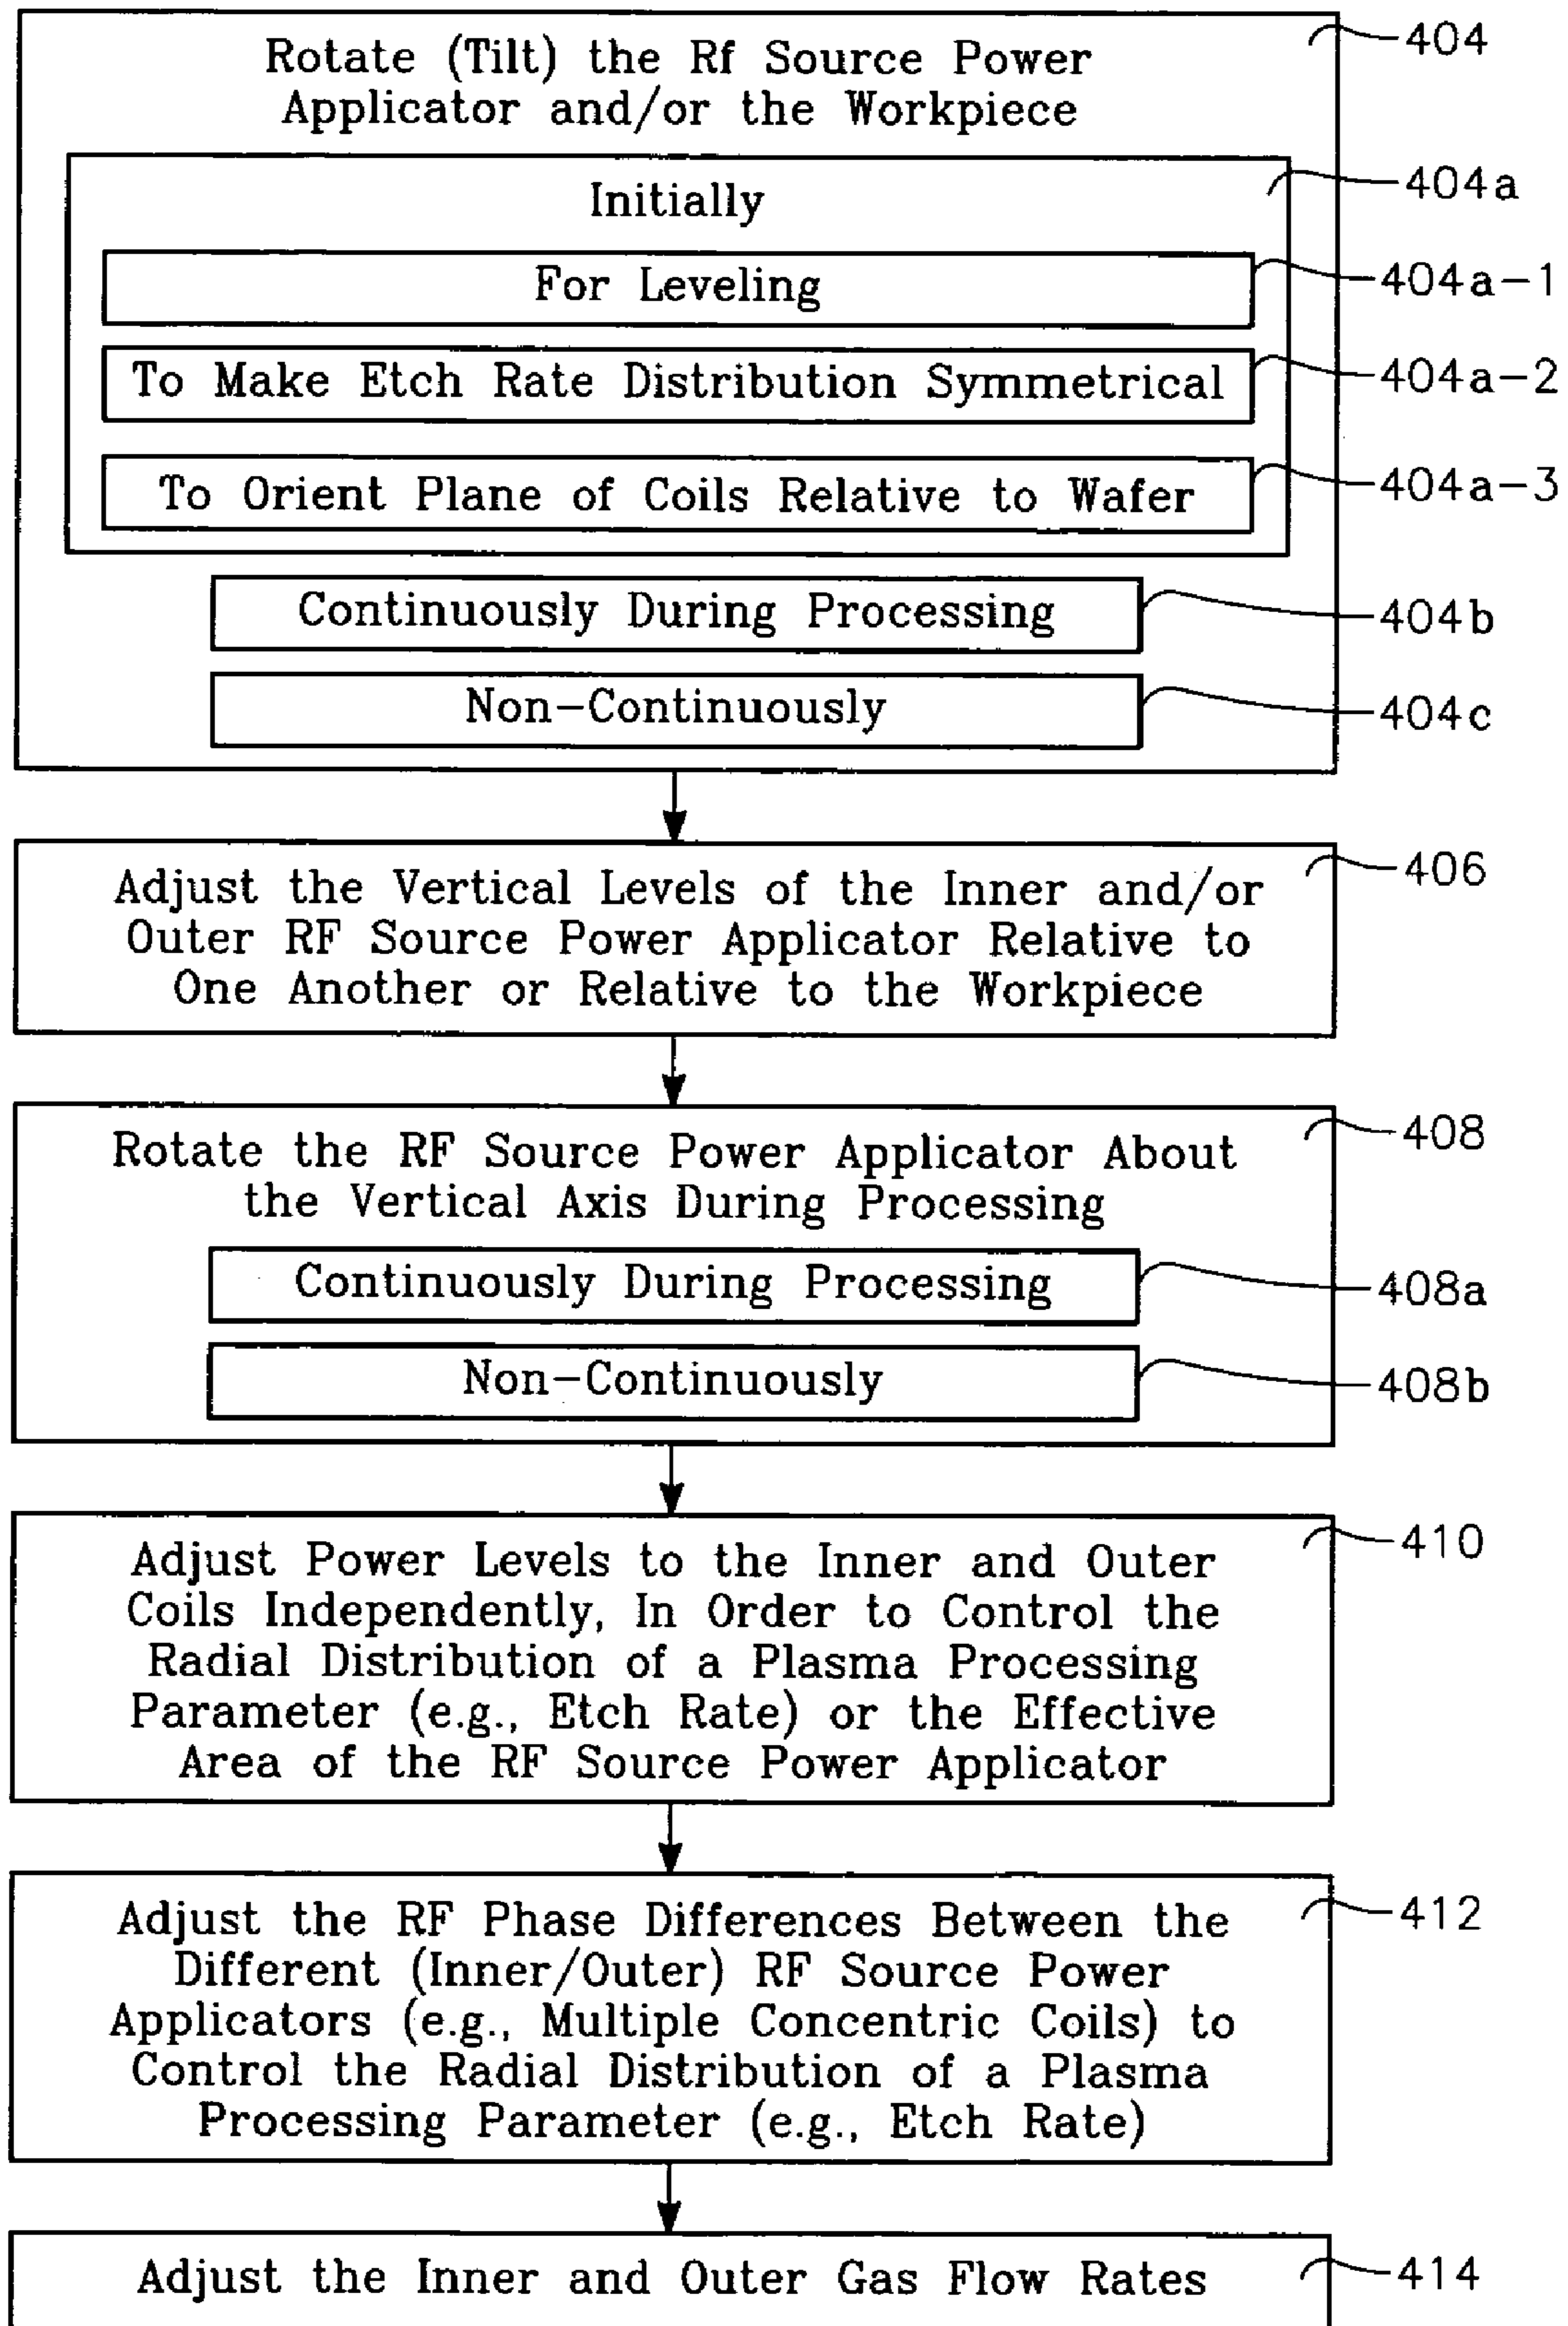 Rotate (Tilt) the Rf Source Power
Applicator and/or the Workpiece
404
Initially
404a
For Leveling
404a-1
To Make Etch Rate Distribution Symmetrical
404a-2
To Orient Plane of Coils Relative to Wafer
404a-3
Continuously During Processing
404b
Non-Continuously
404c
Adjust the Vertical Levels of the Inner and/or
Outer RF Source Power Applicator Relative to
One Another or Relative to the Workpiece
406
Rotate the RF Source Power Applicator About
the Vertical Axis During Processing
408
Continuously During Processing
408a
Non-Continuously
408b
Adjust Power Levels to the Inner and Outer
Coils Independently, In Order to Control the
Radial Distribution of a Plasma Processing
Parameter (e.g., Etch Rate) or the Effective
Area of the RF Source Power Applicator
410
Adjust the RF Phase Differences Between the
Different (Inner/Outer) RF Source Power
Applicators (e.g., Multiple Concentric Coils) to
Control the Radial Distribution of a Plasma
Processing Parameter (e.g., Etch Rate)
412
Adjust the Inner and Outer Gas Flow Rates
414